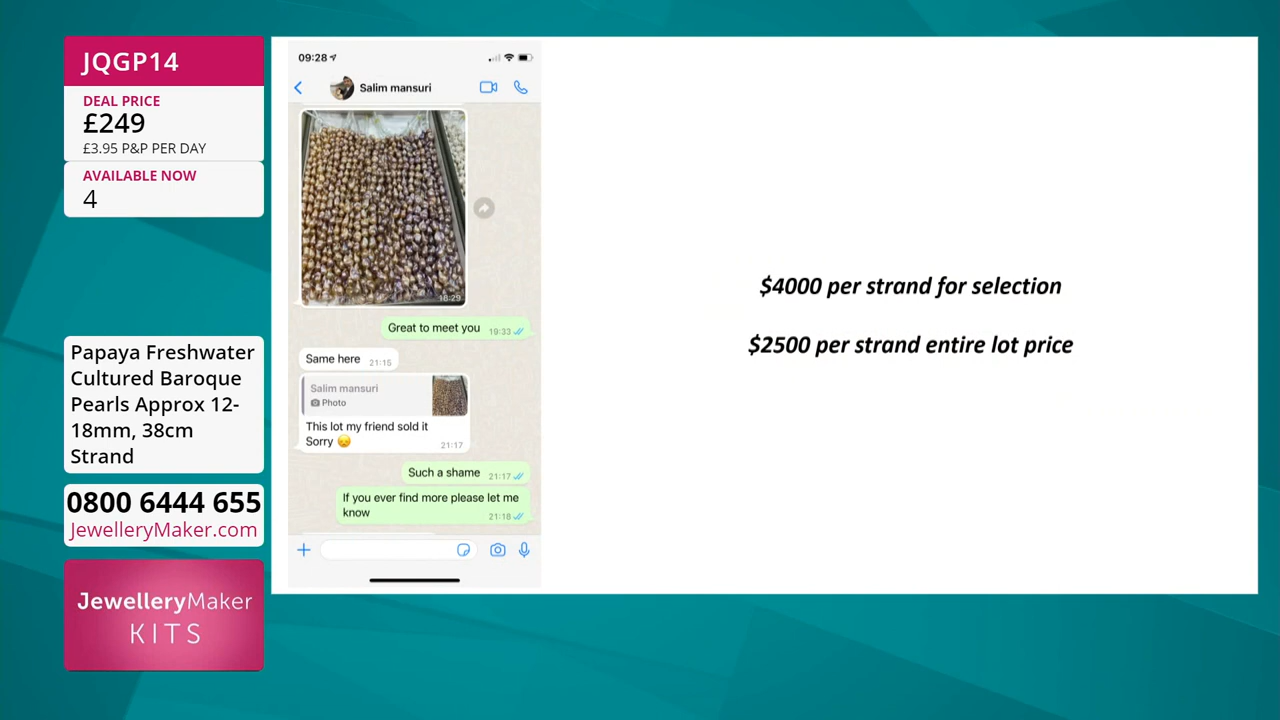 JQGP14
DEAL PRICE
£249
£3.95 P&P PER DAY
AVAILABLE NOW
4
Papaya Freshwater
Cultured Baroque
Pearls Approx 12-
18mm, 38cm
Strand
0800 6444 655
JewelleryMaker.com
JewelleryMaker
KITS
09:28
Salim mansuri
18:29
Great to meet you 19:33
Same here 21:15
Salim mansuri
Photo
This lot my friend sold it
Sorry 😞 21:17
Such a shame 21:17
If you ever find more please let me
know 21:18
$4000 per strand for selection
$2500 per strand entire lot price